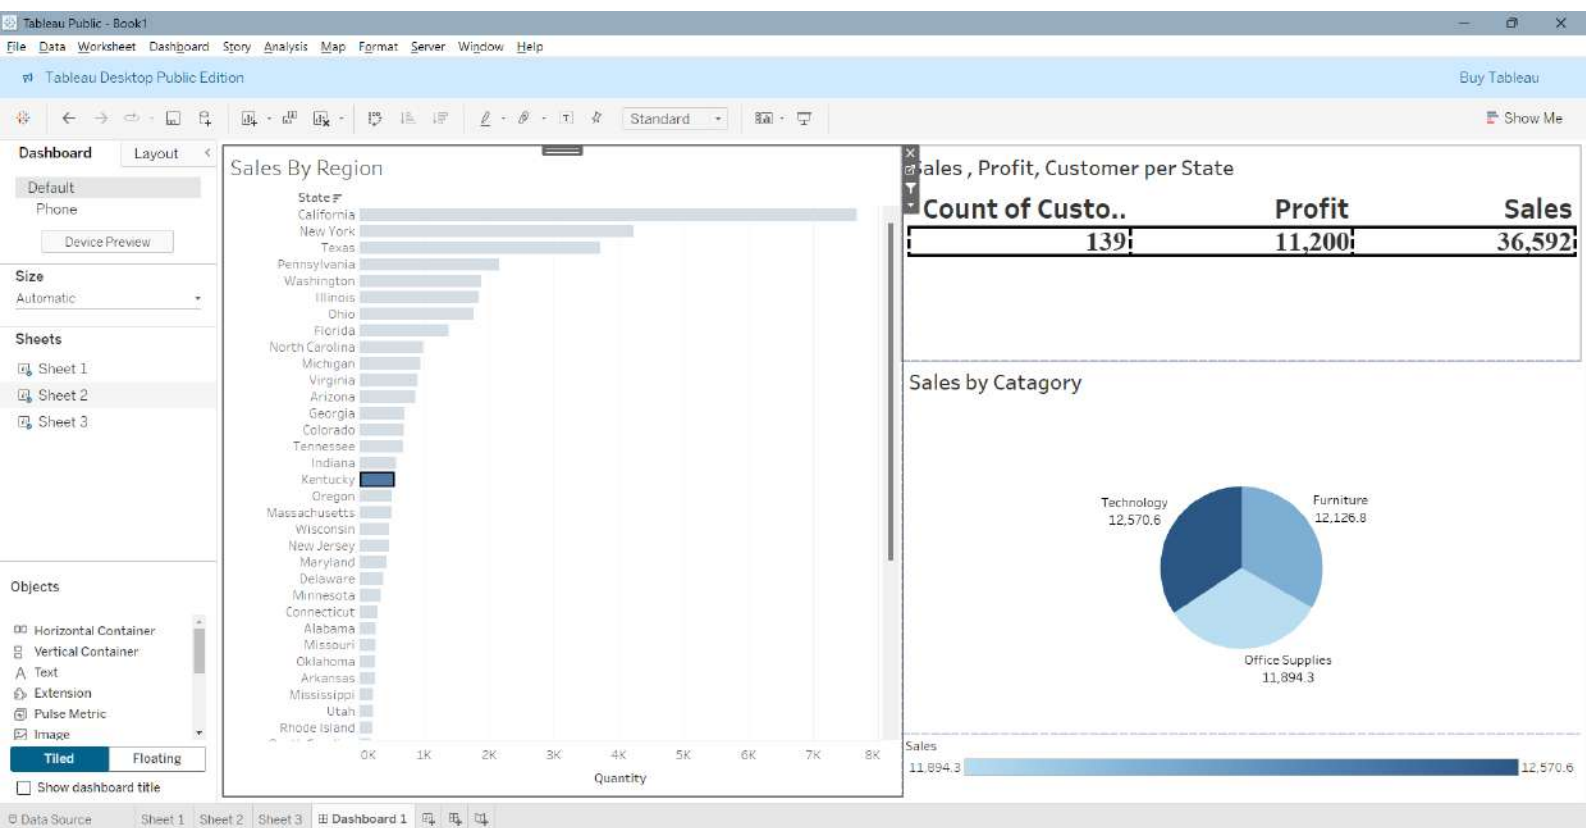 Tableau Public - Book1
File Data Worksheet Dashboard Story Analysis Map Format Server Window Help
Tableau Desktop Public Edition
Buy Tableau
Standard
Show Me
Dashboard
Layout
Default
Phone
Device Preview
Size
Automatic
Sheets
Sheet 1
Sheet 2
Sheet 3
Objects
Horizontal Container
Vertical Container
Text
Extension
Pulse Metric
Image
Tiled
Floating
Show dashboard title
Sales By Region
State
California
New York
Texas
Pennsylvania
Washington
Illinois
Ohio
Florida
North Carolina
Michigan
Virginia
Arizona
Georgia
Colorado
Tennessee
Indiana
Kentucky
Oregon
Massachusetts
Wisconsin
New Jersey
Maryland
Delaware
Minnesota
Connecticut
Alabama
Missouri
Oklahoma
Arkansas
Mississippi
Utah
Rhode Island
0K 1K 2K 3K 4K 5K 6K 7K 8K
Quantity
Sales , Profit, Customer per State
Count of Custo.. Profit Sales
139 11,200 36,592
Sales by Catagory
Technology
12,570.6
Furniture
12,126.8
Office Supplies
11,894.3
Sales
11,894.3
12,570.6
Data Source Sheet 1 Sheet 2 Sheet 3 Dashboard 1